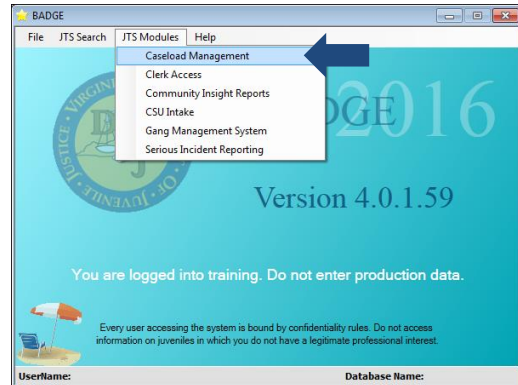 BADGE
File JTS Search JTS Modules Help
Caseload Management
Clerk Access
Community Insight Reports
CSU Intake
Gang Management System
Serious Incident Reporting
DGE 2016
Version 4.0.1.59
You are logged into training. Do not enter production data.
Every user accessing the system is bound by confidentiality rules. Do not access
information on juveniles in which you do not have a legitimate professional interest.
UserName: Database Name: